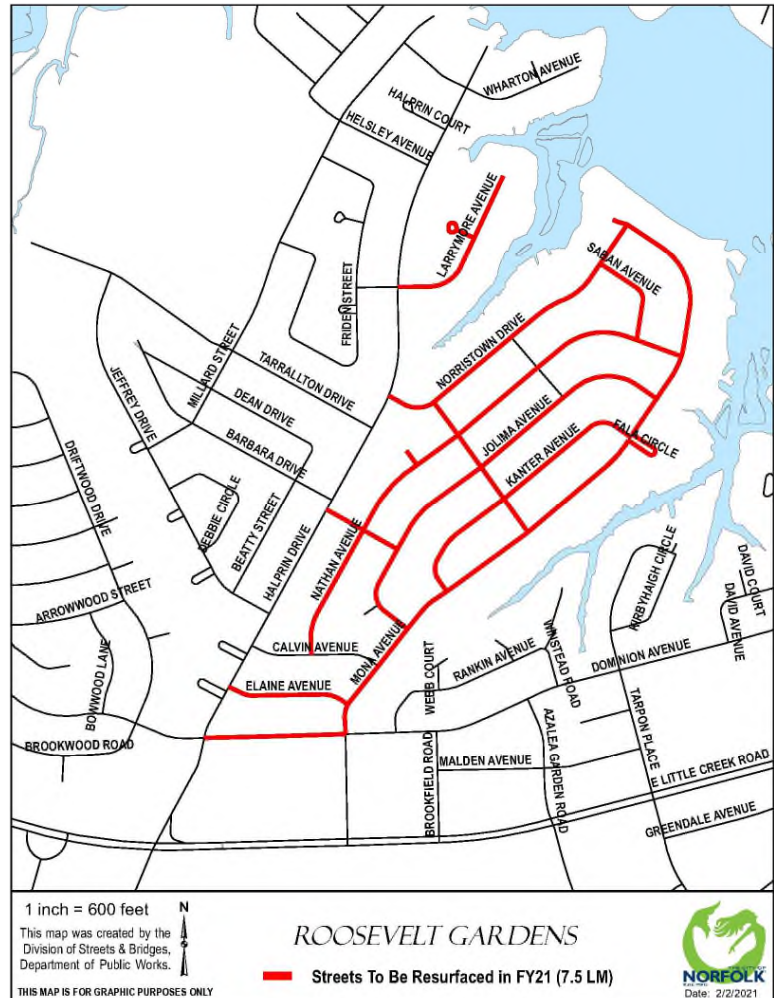 WHARTON AVENUE
HALPRIN COURT
HELSLEY AVENUE
LARRYMORE AVENUE
SABAN AVENUE
FRIDEN STREET
NORRISTOWN DRIVE
MILLARD STREET
TARRALLTON DRIVE
JEFFREY DRIVE
DEAN DRIVE
JOLIMA AVENUE
FALA CIRCLE
KANTER AVENUE
BARBARA DRIVE
DRIFTWOOD DRIVE
DEBBIE CIRCLE
BEATTY STREET
HALPRIN DRIVE
NATHAN AVENUE
KIRBYHAIGH CIRCLE
DAVID COURT
DAVID AVENUE
ARROWWOOD STREET
CALVIN AVENUE
MONA AVENUE
WEBB COURT
RANKIN AVENUE
WINSTEAD ROAD
DOMINION AVENUE
BOWWOOD LANE
ELAINE AVENUE
BROOKWOOD ROAD
BROOKFIELD ROAD
MALDEN AVENUE
AZALEA GARDEN ROAD
TARPON PLACE
E LITTLE CREEK ROAD
GREENDALE AVENUE
1 inch = 600 feet
N
This map was created by the
Division of Streets & Bridges,
Department of Public Works.
THIS MAP IS FOR GRAPHIC PURPOSES ONLY
ROOSEVELT GARDENS
Streets To Be Resurfaced in FY21 (7.5 LM)
NORFOLK
Date: 2/2/2021